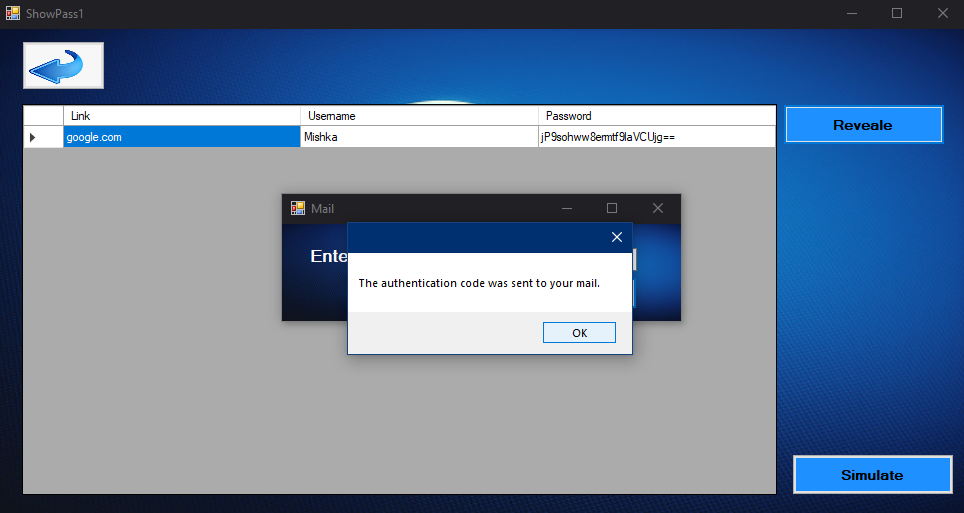 ShowPass1
Link Username Password
google.com Mishka jP9sohww8ermtf9IaVCUjg==
Reveale
Mail
Ente
The authentication code was sent to your mail.
OK
Simulate